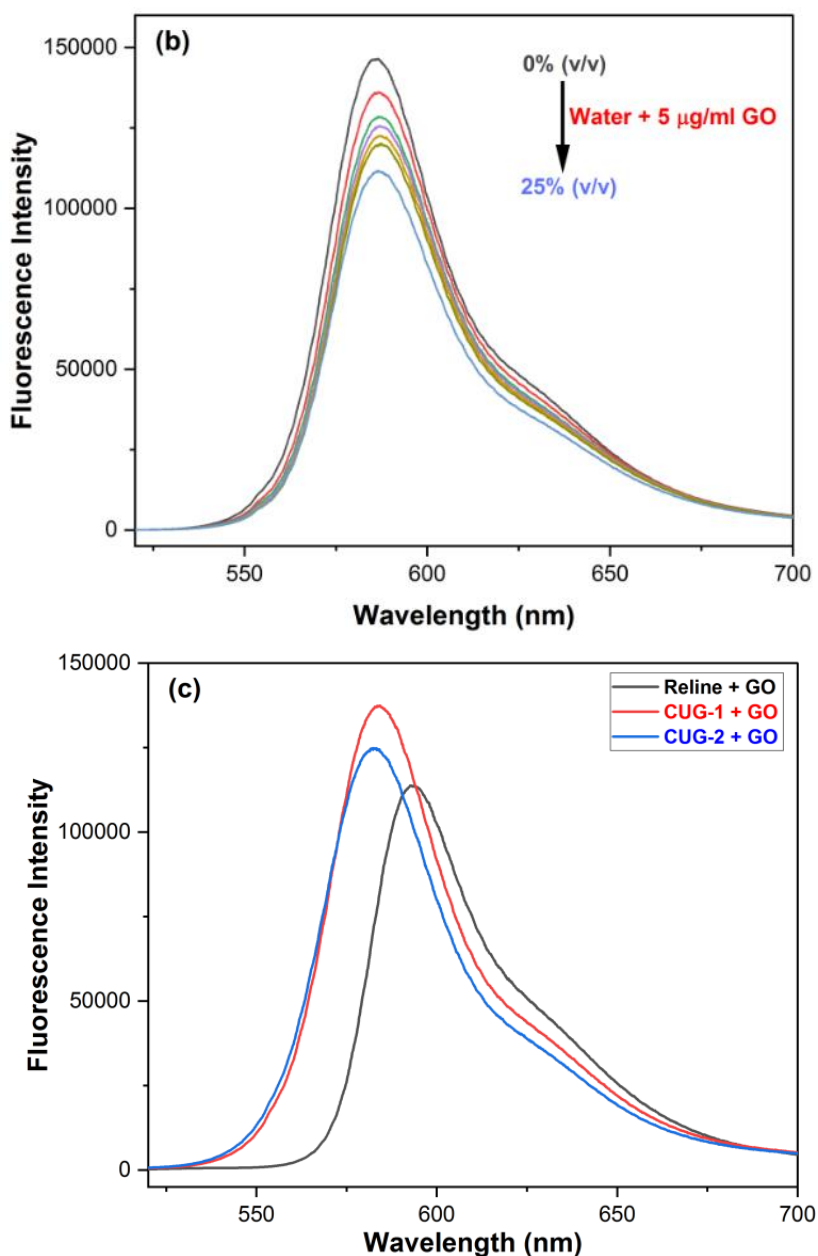 (b)
150000
100000
50000
0
Fluorescence Intensity
0% (v/v)
Water + 5 μg/ml GO
25% (v/v)
550
600
650
700
Wavelength (nm)
(c)
150000
100000
50000
0
Fluorescence Intensity
Reline + GO
CUG-1 + GO
CUG-2 + GO
550
600
650
700
Wavelength (nm)